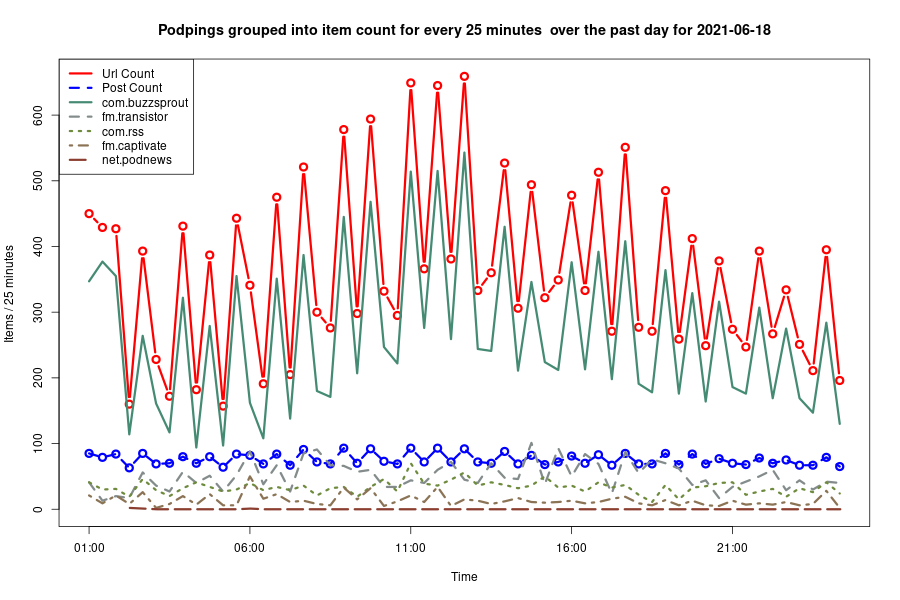 Podpings grouped into item count for every 25 minutes  over the past day for 2021-06-18
Url Count
Post Count
com.buzzsprout
fm.transistor
com.rss
fm.captivate
net.podnews
Items / 25 minutes
600
500
400
300
200
100
0
01:00 06:00 11:00 16:00 21:00
Time